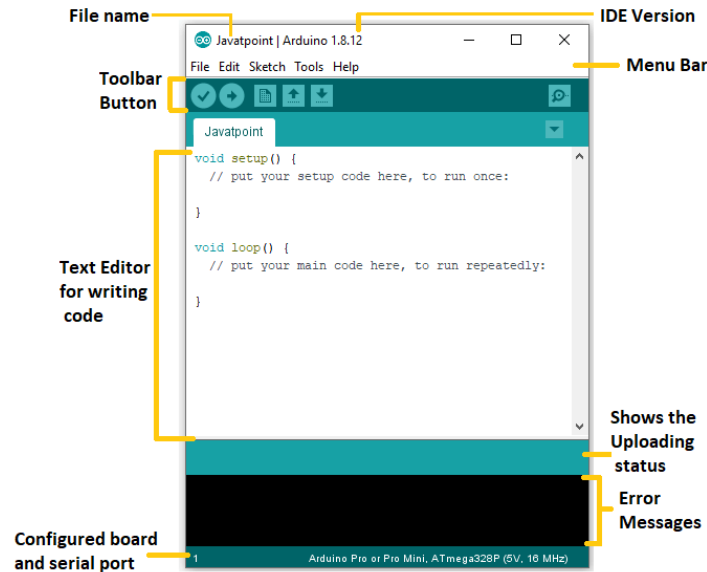 File name
IDE Version
Javatpoint | Arduino 1.8.12
File Edit Sketch Tools Help
Menu Bar
Toolbar
Button
Javatpoint
void setup() {
// put your setup code here, to run once:
}
void loop() {
// put your main code here, to run repeatedly:
}
Text Editor
for writing
code
Shows the
Uploading
status
Error
Messages
Configured board
and serial port
1
Arduino Pro or Pro Mini, ATmega328P (5V, 16 MHz)